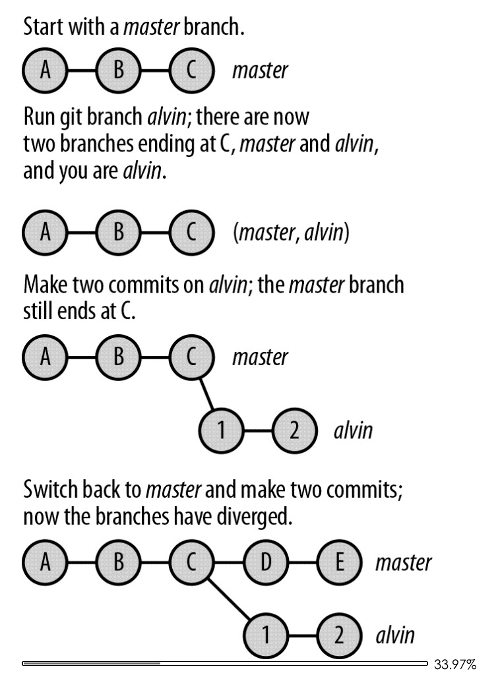 Start with a master branch.
A B C master
Run git branch alvin; there are now
two branches ending at C, master and alvin,
and you are alvin.
A B C (master, alvin)
Make two commits on alvin; the master branch
still ends at C.
A B C master
1 2 alvin
Switch back to master and make two commits;
now the branches have diverged.
A B C D E master
1 2 alvin
33.97%